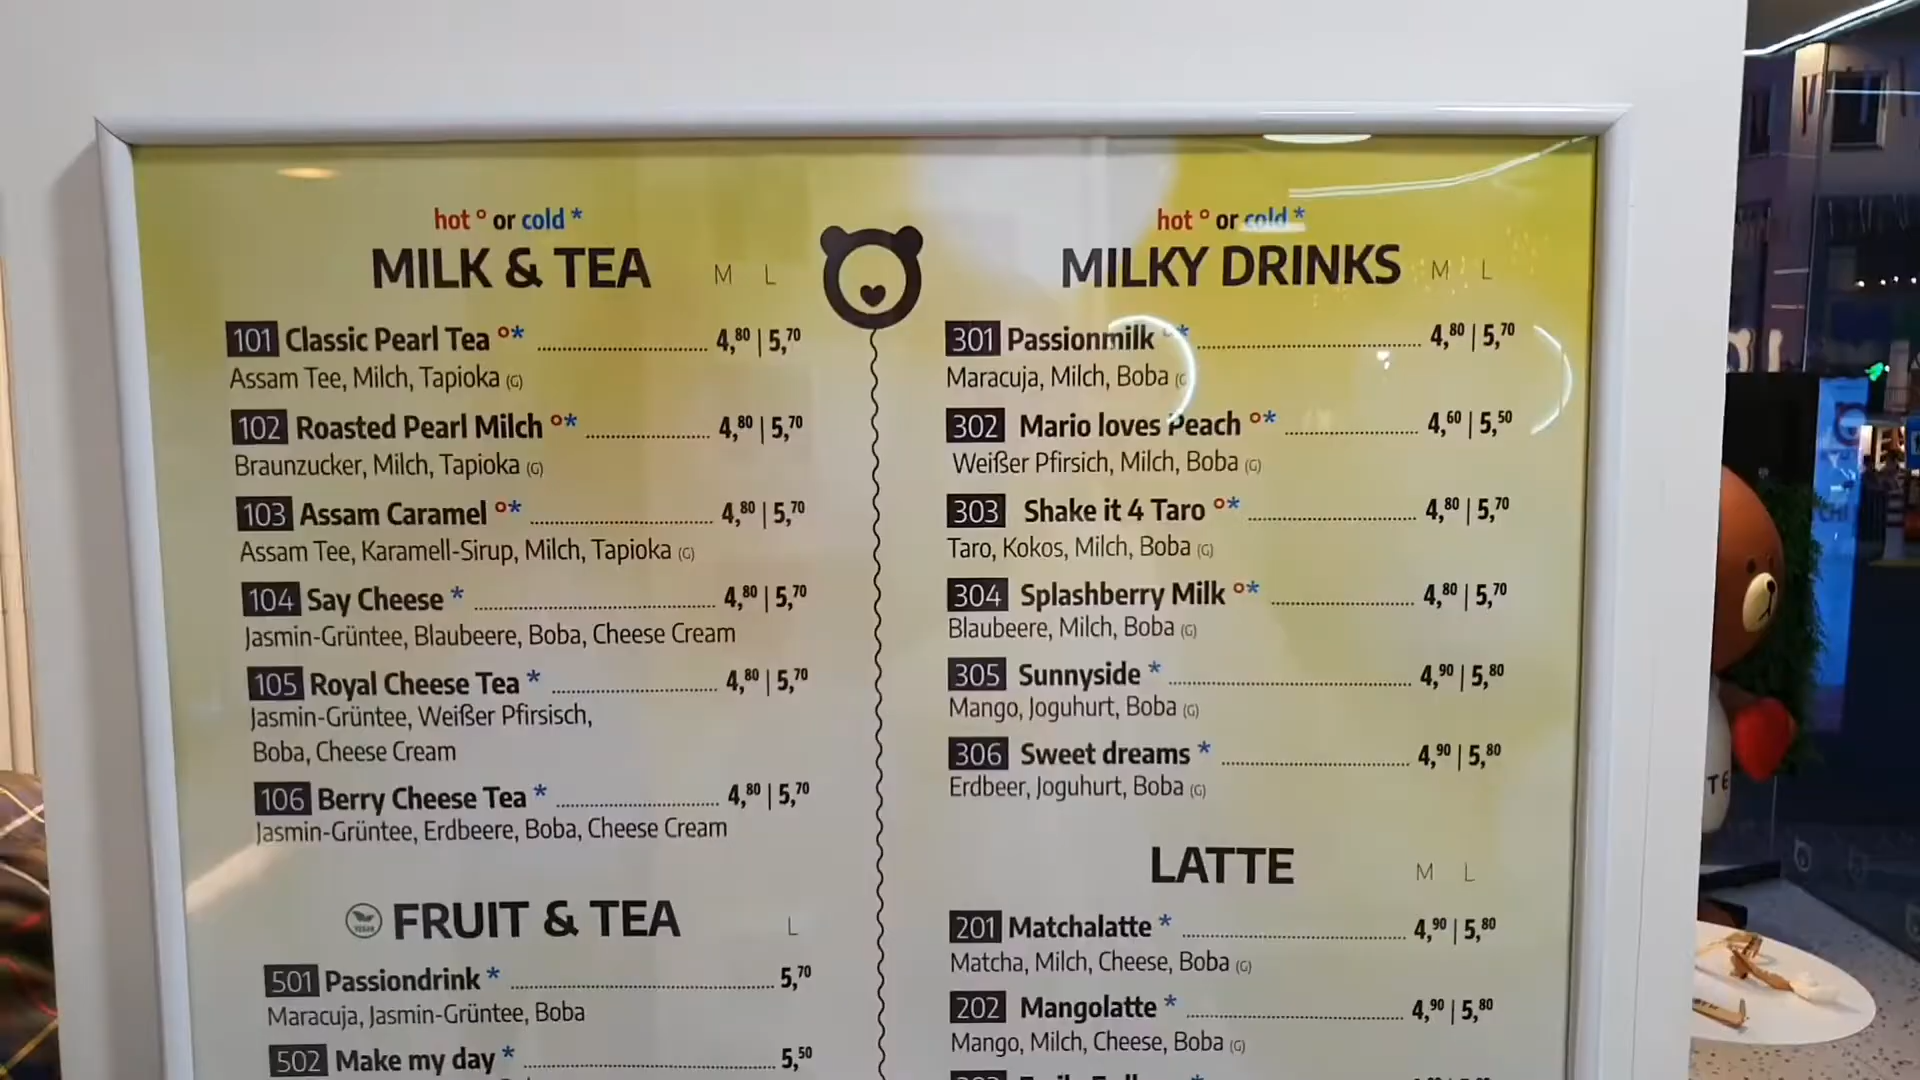 hot ° or cold *
MILK & TEA M L
101 Classic Pearl Tea °* 4,80 | 5,70
Assam Tee, Milch, Tapioka (G)
102 Roasted Pearl Milch °* 4,80 | 5,70
Braunzucker, Milch, Tapioka (G)
103 Assam Caramel °* 4,80 | 5,70
Assam Tee, Karamell-Sirup, Milch, Tapioka (G)
104 Say Cheese * 4,80 | 5,70
Jasmin-Grüntee, Blaubeere, Boba, Cheese Cream
105 Royal Cheese Tea * 4,80 | 5,70
Jasmin-Grüntee, Weißer Pfirsisch,
Boba, Cheese Cream
106 Berry Cheese Tea * 4,80 | 5,70
Jasmin-Grüntee, Erdbeere, Boba, Cheese Cream
VEGAN FRUIT & TEA L
501 Passiondrink * 5,70
Maracuja, Jasmin-Grüntee, Boba
502 Make my day * 5,50
hot ° or cold *
MILKY DRINKS M L
301 Passionmilk °* 4,80 | 5,70
Maracuja, Milch, Boba (G
302 Mario loves Peach °* 4,60 | 5,50
Weißer Pfirsich, Milch, Boba (G)
303 Shake it 4 Taro °* 4,80 | 5,70
Taro, Kokos, Milch, Boba (G)
304 Splashberry Milk °* 4,80 | 5,70
Blaubeere, Milch, Boba (G)
305 Sunnyside * 4,90 | 5,80
Mango, Joguhurt, Boba (G)
306 Sweet dreams * 4,90 | 5,80
Erdbeer, Joguhurt, Boba (G)
LATTE M L
201 Matchalatte * 4,90 | 5,80
Matcha, Milch, Cheese, Boba (G)
202 Mangolatte * 4,90 | 5,80
Mango, Milch, Cheese, Boba (G)
TE